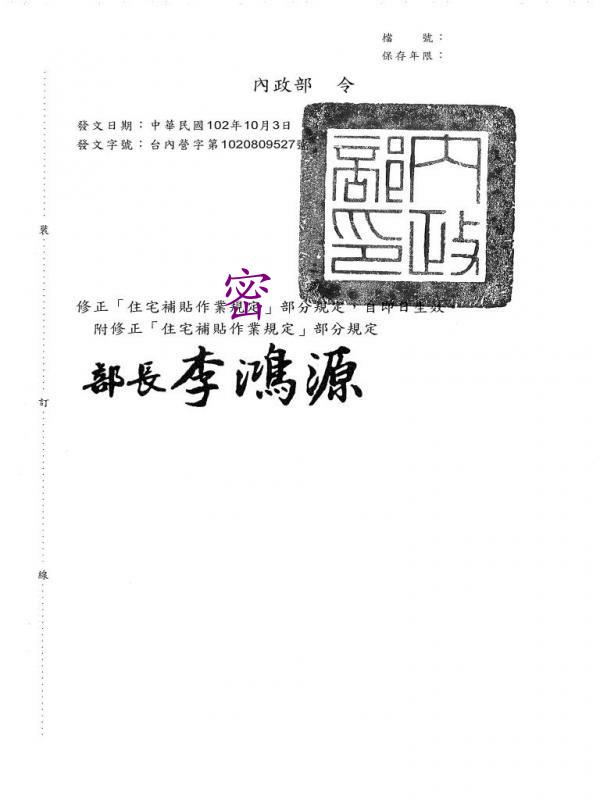 檔　　號：
保存年限：
內政部　令
發文日期：中華民國102年10月3日
發文字號：台內營字第1020809527號
內政部印
密
修正「住宅補貼作業規定」部分規定，自即日生效。
附修正「住宅補貼作業規定」部分規定
部長李鴻源
裝
訂
線